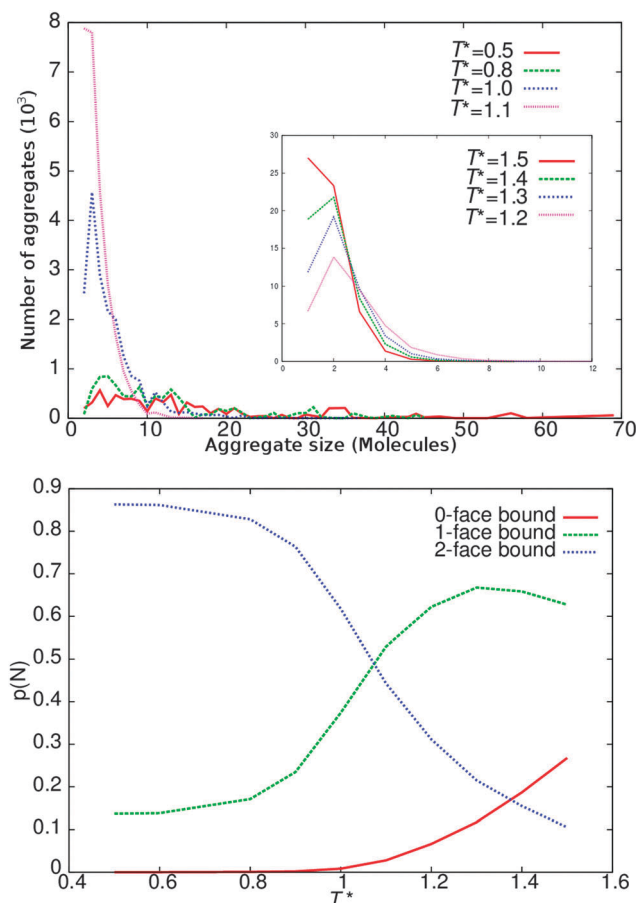 8
7
6
5
4
3
2
1
0
Number of aggregates (10³)
T*=0.5
T*=0.8
T*=1.0
T*=1.1
30
25
20
15
10
5
0
T*=1.5
T*=1.4
T*=1.3
T*=1.2
0 2 4 6 8 10 12
0 10 20 30 40 50 60 70
Aggregate size (Molecules)
0.9
0.8
0.7
0.6
0.5
0.4
0.3
0.2
0.1
0
p(N)
0-face bound
1-face bound
2-face bound
0.4 0.6 0.8 1 1.2 1.4 1.6
T*